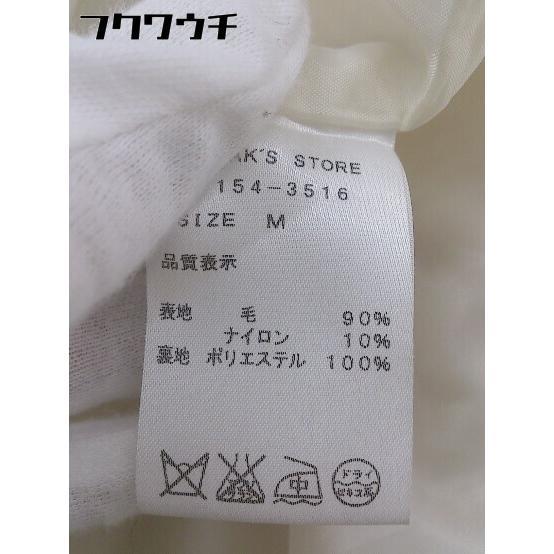 フクワウチ
AK'S STORE
154-3516
SIZE M
品質表示
表地 毛 90%
ナイロン 10%
裏地 ポリエステル 100%
中
ドライ